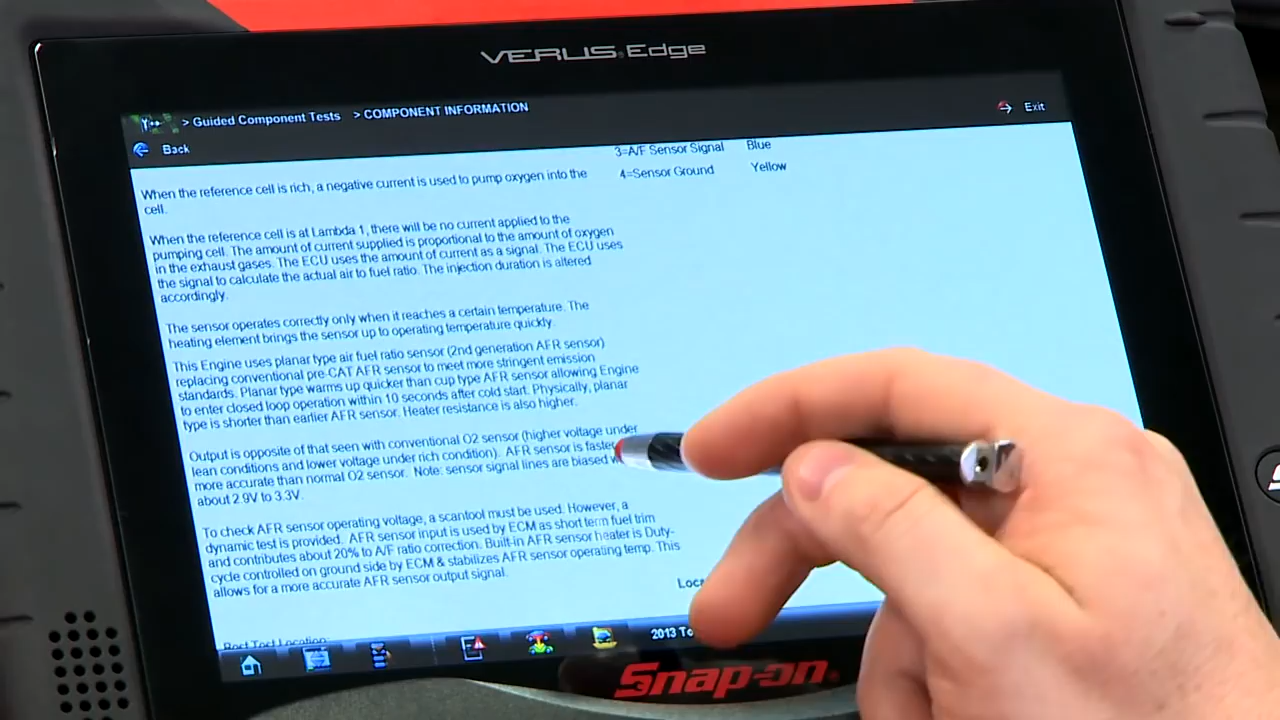 VERUS Edge
> Guided Component Tests > COMPONENT INFORMATION
Exit
Back
3=A/F Sensor Signal Blue
4=Sensor Ground Yellow
When the reference cell is rich, a negative current is used to pump oxygen into the
cell.
When the reference cell is at Lambda 1, there will be no current applied to the
pumping cell. The amount of current supplied is proportional to the amount of oxygen
in the exhaust gases. The ECU uses the amount of current as a signal. The ECU uses
the signal to calculate the actual air to fuel ratio. The injection duration is altered
accordingly.
The sensor operates correctly only when it reaches a certain temperature. The
heating element brings the sensor up to operating temperature quickly.
This Engine uses planar type air fuel ratio sensor (2nd generation AFR sensor)
replacing conventional pre-CAT AFR sensor to meet more stringent emission
standards. Planar type warms up quicker than cup type AFR sensor allowing Engine
to enter closed loop operation within 10 seconds after cold start. Physically, planar
type is shorter than earlier AFR sensor. Heater resistance is also higher.
Output is opposite of that seen with conventional O2 sensor (higher voltage under
lean conditions and lower voltage under rich condition). AFR sensor is faster
more accurate than normal O2 sensor. Note: sensor signal lines are biased
about 2.9V to 3.3V.
To check AFR sensor operating voltage, a scantool must be used. However, a
dynamic test is provided. AFR sensor input is used by ECM as short term fuel trim
and contributes about 20% to A/F ratio correction. Built-in AFR sensor heater is Duty-
cycle controlled on ground side by ECM & stabilizes AFR sensor operating temp. This
allows for a more accurate AFR sensor output signal.
Loca
Part Test Location:
2013 To
Snap-on